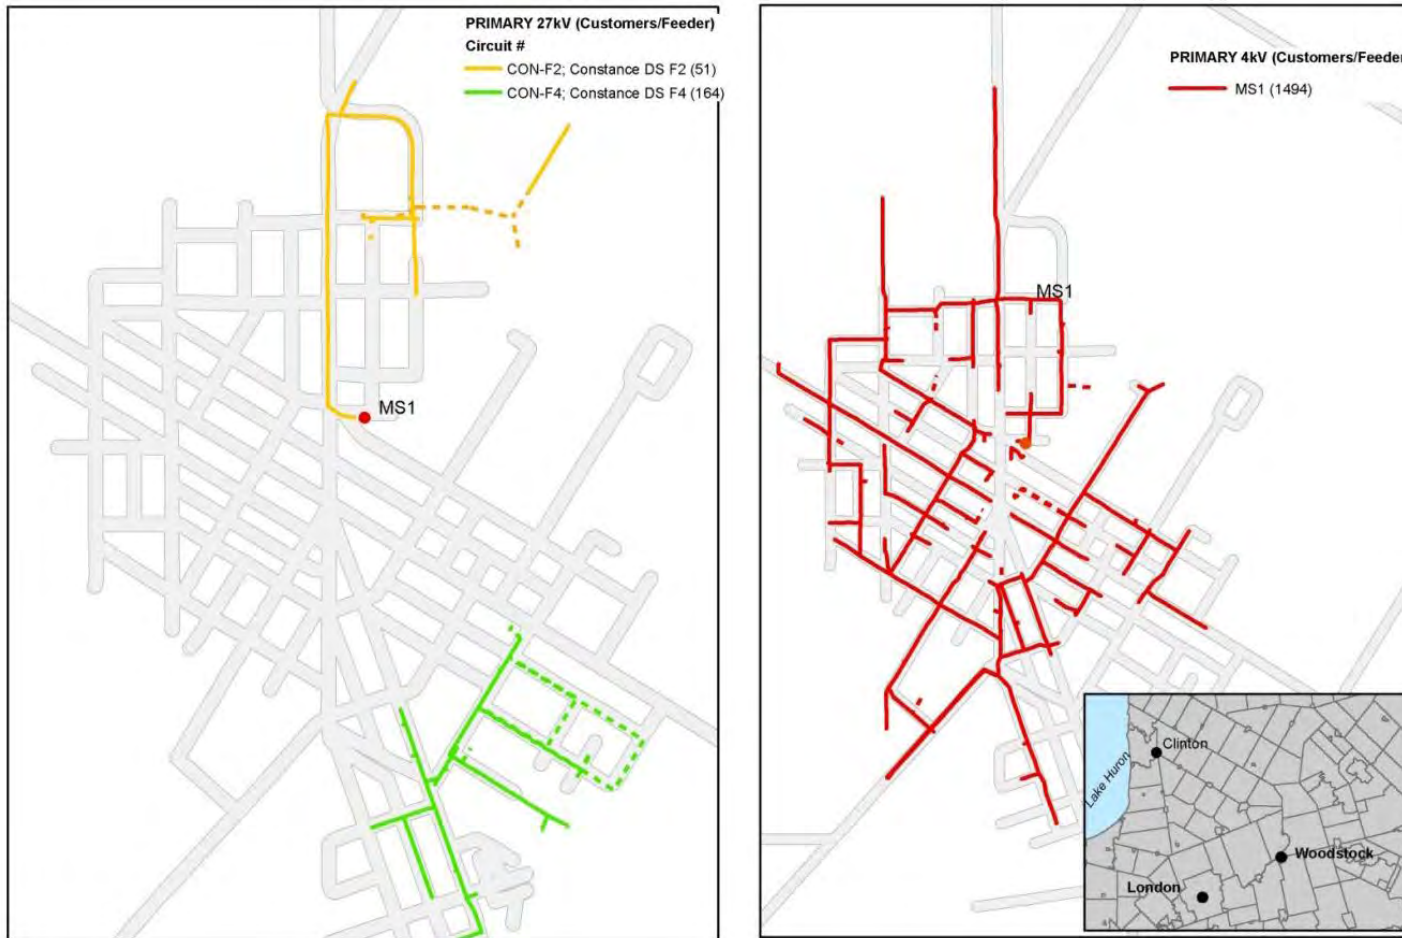 PRIMARY 27kV (Customers/Feeder)
Circuit #
CON-F2; Constance DS F2 (51)
CON-F4; Constance DS F4 (164)
MS1
PRIMARY 4kV (Customers/Feeder
MS1 (1494)
MS1
Clinton
Lake Huron
Woodstock
London